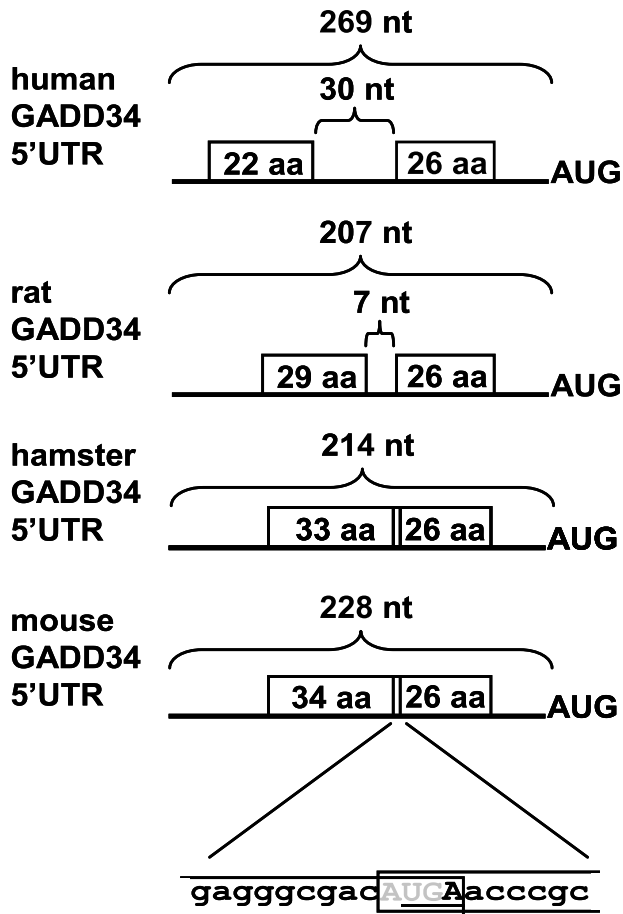 269 nt
human
GADD34
5'UTR
30 nt
22 aa
26 aa
AUG
207 nt
rat
GADD34
5'UTR
7 nt
29 aa
26 aa
AUG
214 nt
hamster
GADD34
5'UTR
33 aa
26 aa
AUG
228 nt
mouse
GADD34
5'UTR
34 aa
26 aa
AUG
gagggcgacAUGAacccgc